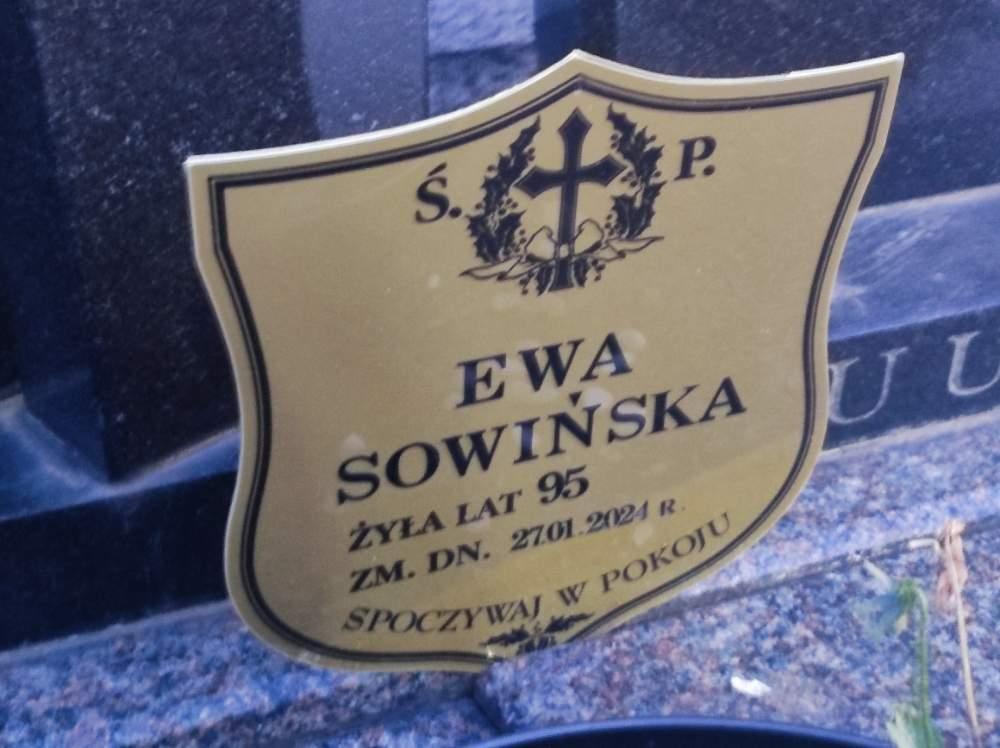 Ś. P.
EWA
SOWIŃSKA
ŻYŁA LAT 95
ZM. DN. 27.01.2024 R.
SPOCZYWAJ W POKOJU
U U